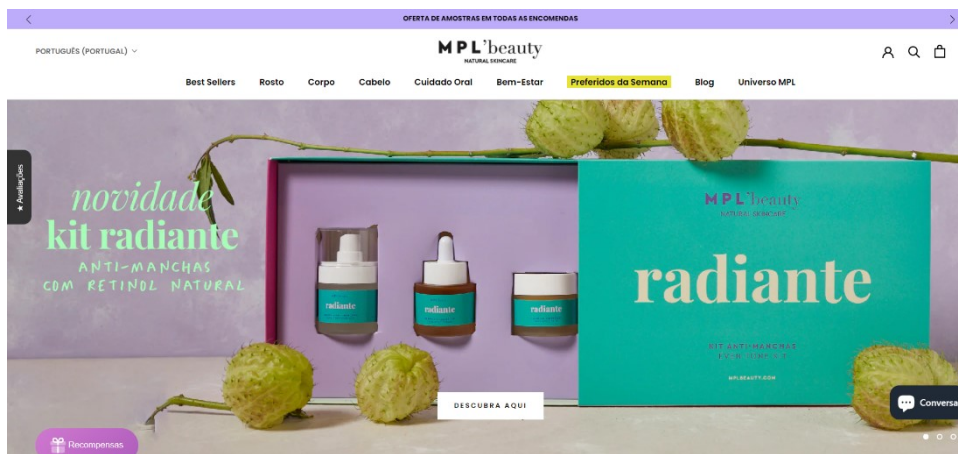 OFERTA DE AMOSTRAS EM TODAS AS ENCOMENDAS
PORTUGUÊS (PORTUGAL)
MPL'beauty
NATURAL SKINCARE
Best Sellers Rosto Corpo Cabelo Cuidado Oral Bem-Estar Preferidos da Semana Blog Universo MPL
★ Avaliações
novidade
kit radiante
ANTI-MANCHAS
COM RETINOL NATURAL
radiante
radiante
radiante
MPL'beauty
NATURAL SKINCARE
radiante
KIT ANTI-MANCHAS
MPLBEAUTY.COM
DESCUBRA AQUI
Conversa
Recompensas